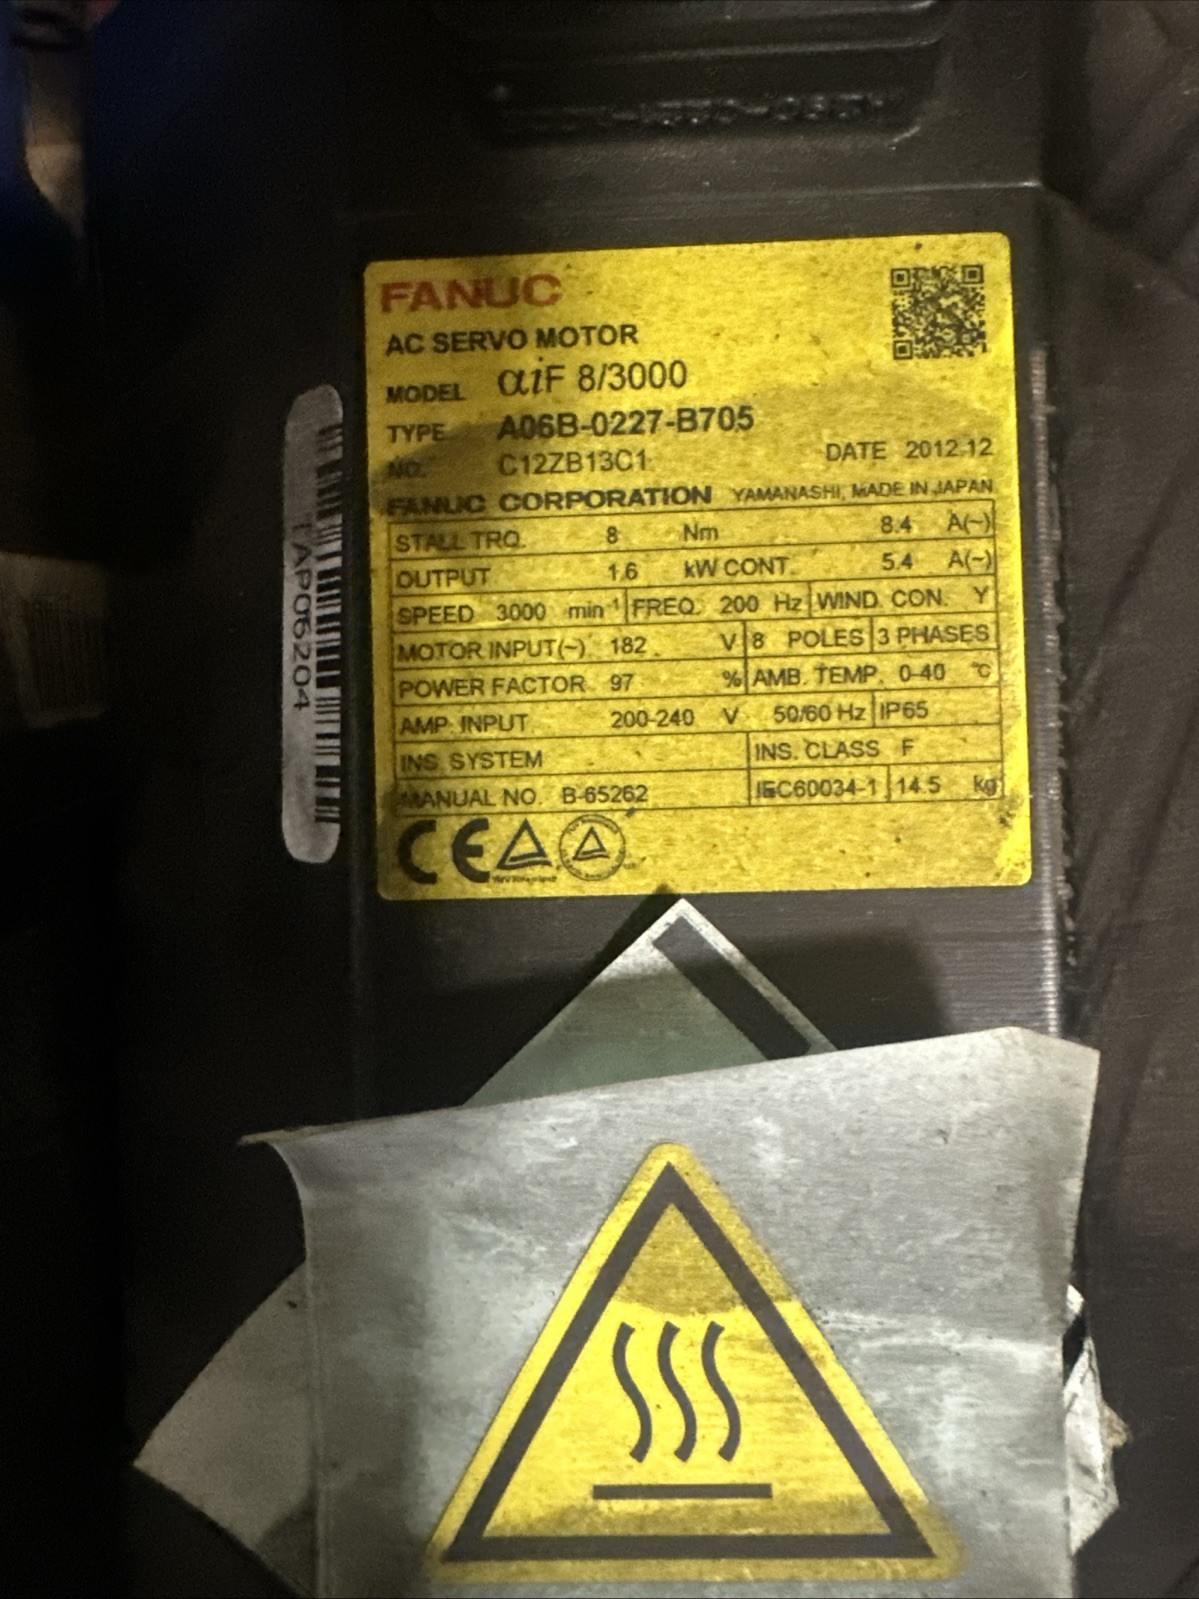 FANUC
AC SERVO MOTOR
MODEL αiF 8/3000
TYPE A06B-0227-B705
NO. C12ZB13C1 DATE 2012.12
FANUC CORPORATION YAMANASHI, MADE IN JAPAN
STALL TRQ. 8 Nm 8.4 A(~)
OUTPUT 1.6 kW CONT. 5.4 A(~)
SPEED 3000 min⁻¹ FREQ. 200 Hz WIND. CON. Y
MOTOR INPUT(~) 182 V 8 POLES 3 PHASES
POWER FACTOR 97 % AMB. TEMP. 0-40 °C
AMP. INPUT 200-240 V 50/60 Hz IP65
INS. SYSTEM INS. CLASS F
MANUAL NO. B-65262 IEC60034-1 14.5 kg
CE
TAP06204